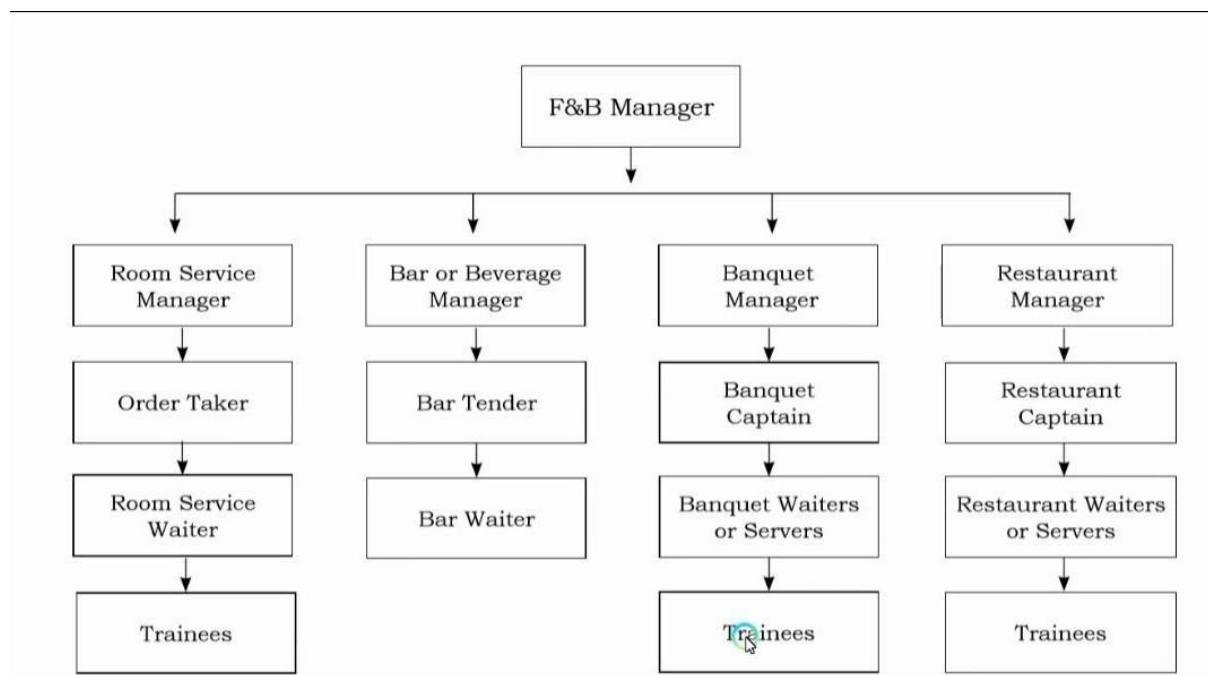 F&B Manager
Room Service
Manager
Bar or Beverage
Manager
Banquet
Manager
Restaurant
Manager
Order Taker
Bar Tender
Banquet
Captain
Restaurant
Captain
Room Service
Waiter
Bar Waiter
Banquet Waiters
or Servers
Restaurant Waiters
or Servers
Trainees
Trainees
Trainees